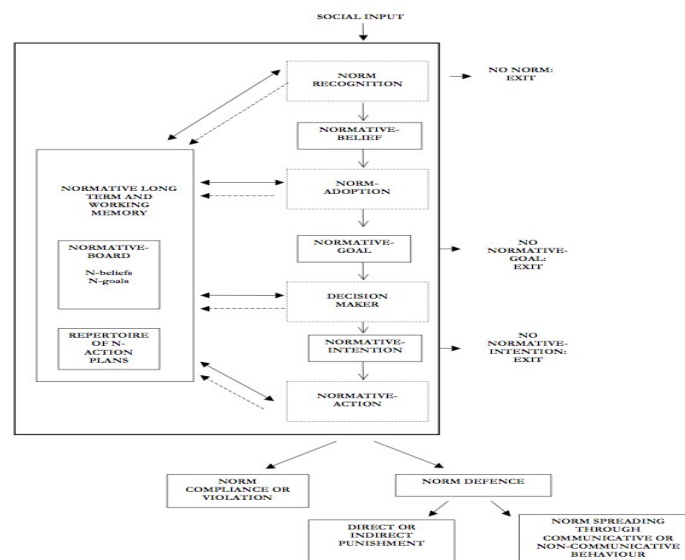 SOCIAL INPUT
NORM
RECOGNITION
NO NORM:
EXIT
NORMATIVE-
BELIEF
NORMATIVE LONG
TERM AND
WORKING
MEMORY
NORM-
ADOPTION
NORMATIVE-
BOARD
N-beliefs
N-goals
NORMATIVE-
GOAL
NO
NORMATIVE-
GOAL:
EXIT
DECISION
MAKER
REPERTOIRE
OF N-
ACTION
PLANS
NORMATIVE-
INTENTION
NO
NORMATIVE-
INTENTION:
EXIT
NORMATIVE-
ACTION
NORM
COMPLIANCE OR
VIOLATION
NORM DEFENCE
DIRECT OR
INDIRECT
PUNISHMENT
NORM SPREADING
THROUGH
COMMUNICATIVE OR
NON-COMMUNICATIVE
BEHAVIOUR